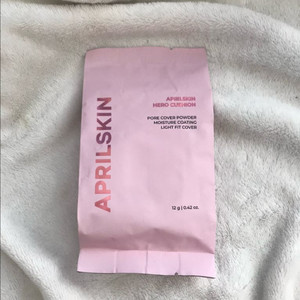 APRILSKIN
APRILSKIN
HERO CUSHION
PORE COVER POWDER
MOISTURE COATING
LIGHT FIT COVER
12 g | 0.42 oz.